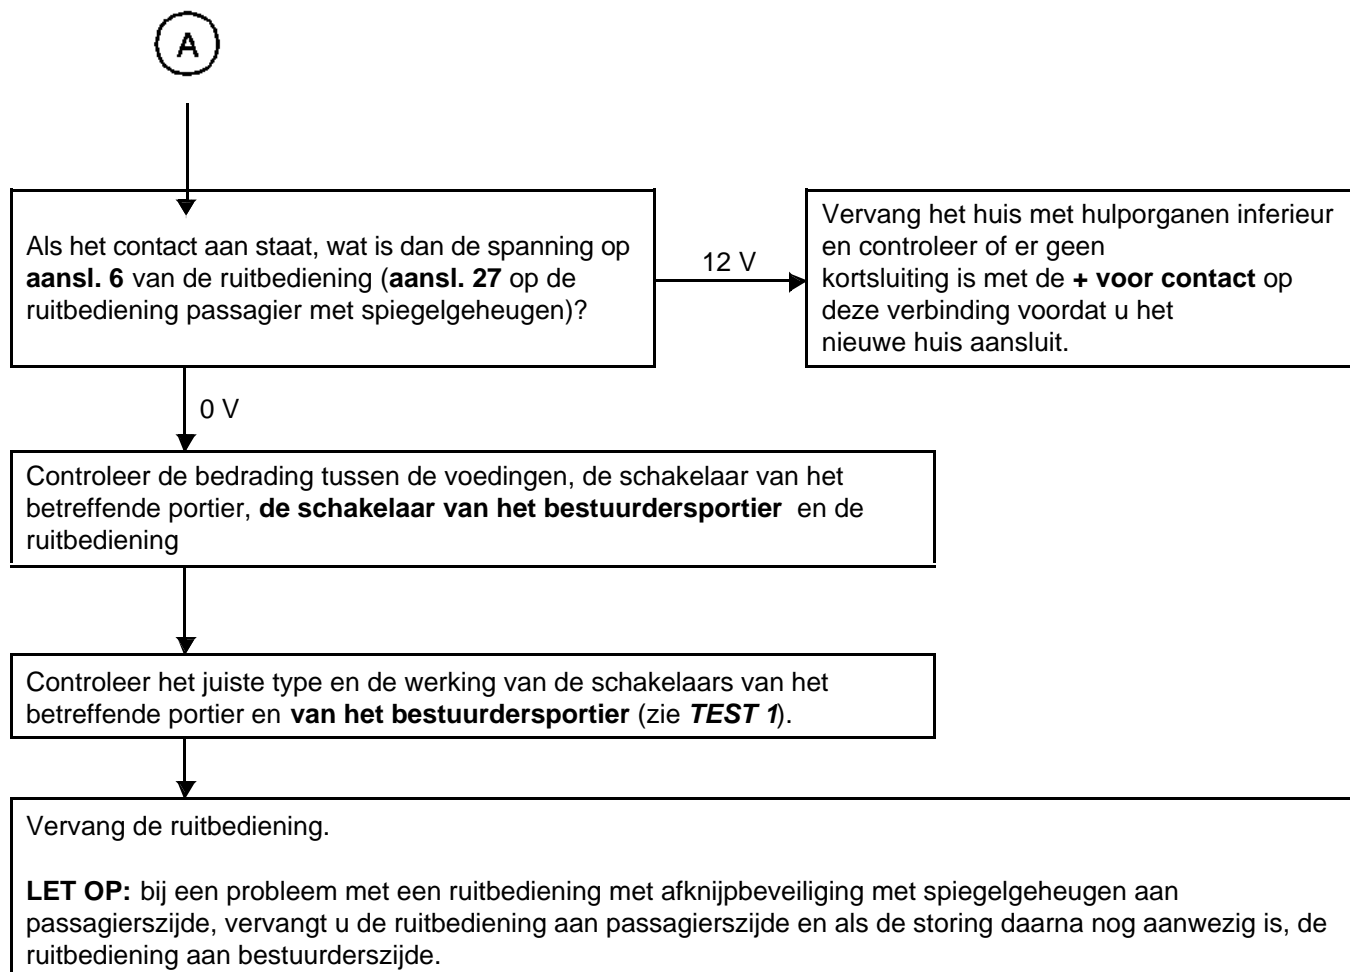 A
Als het contact aan staat, wat is dan de spanning op
aansl. 6 van de ruitbediening (aansl. 27 op de
ruitbediening passagier met spiegelgeheugen)?
12 V
Vervang het huis met hulporganen inferieur
en controleer of er geen
kortsluiting is met de + voor contact op
deze verbinding voordat u het
nieuwe huis aansluit.
0 V
Controleer de bedrading tussen de voedingen, de schakelaar van het
betreffende portier, de schakelaar van het bestuurdersportier en de
ruitbediening
Controleer het juiste type en de werking van de schakelaars van het
betreffende portier en van het bestuurdersportier (zie TEST 1).
Vervang de ruitbediening.
LET OP: bij een probleem met een ruitbediening met afknijpbeveiliging met spiegelgeheugen aan
passagierszijde, vervangt u de ruitbediening aan passagierszijde en als de storing daarna nog aanwezig is, de
ruitbediening aan bestuurderszijde.